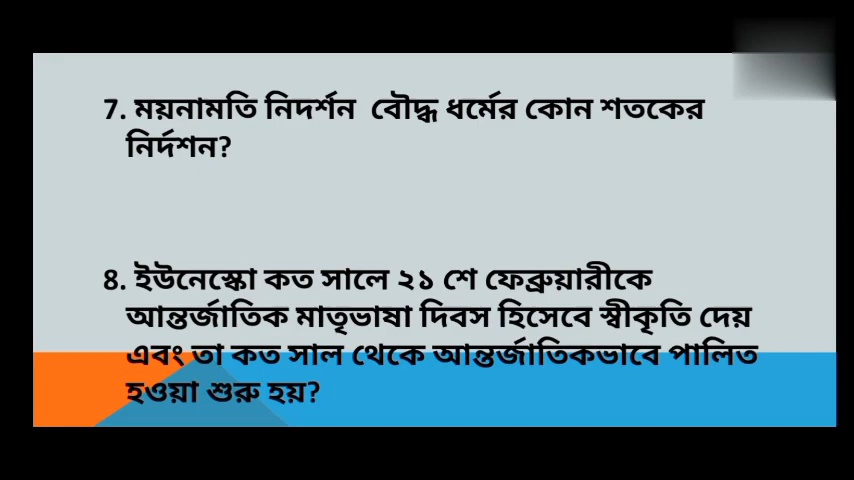 7. ময়নামতি নিদর্শন বৌদ্ধ ধর্মের কোন শতকের
নির্দশন?
8. ইউনেস্কো কত সালে ২১ শে ফেব্রুয়ারীকে
আন্তর্জাতিক মাতৃভাষা দিবস হিসেবে স্বীকৃতি দেয়
এবং তা কত সাল থেকে আন্তর্জাতিকভাবে পালিত
হওয়া শুরু হয়?